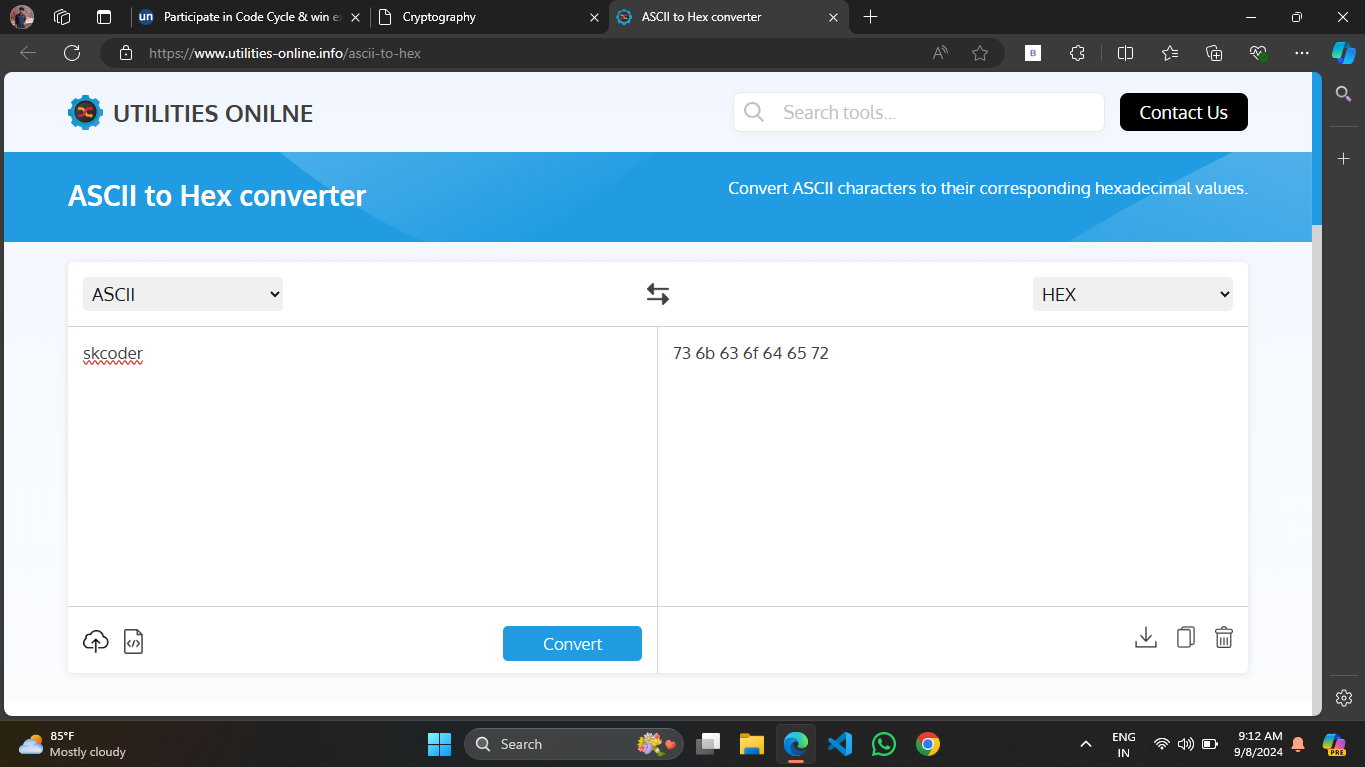 Participate in Code Cycle & win e
Cryptography
ASCII to Hex converter
https://www.utilities-online.info/ascii-to-hex
UTILITIES ONILNE
Search tools...
Contact Us
ASCII to Hex converter
Convert ASCII characters to their corresponding hexadecimal values.
ASCII
HEX
skcoder
73 6b 63 6f 64 65 72
Convert
85°F
Mostly cloudy
Search
ENG
IN
9:12 AM
9/8/2024